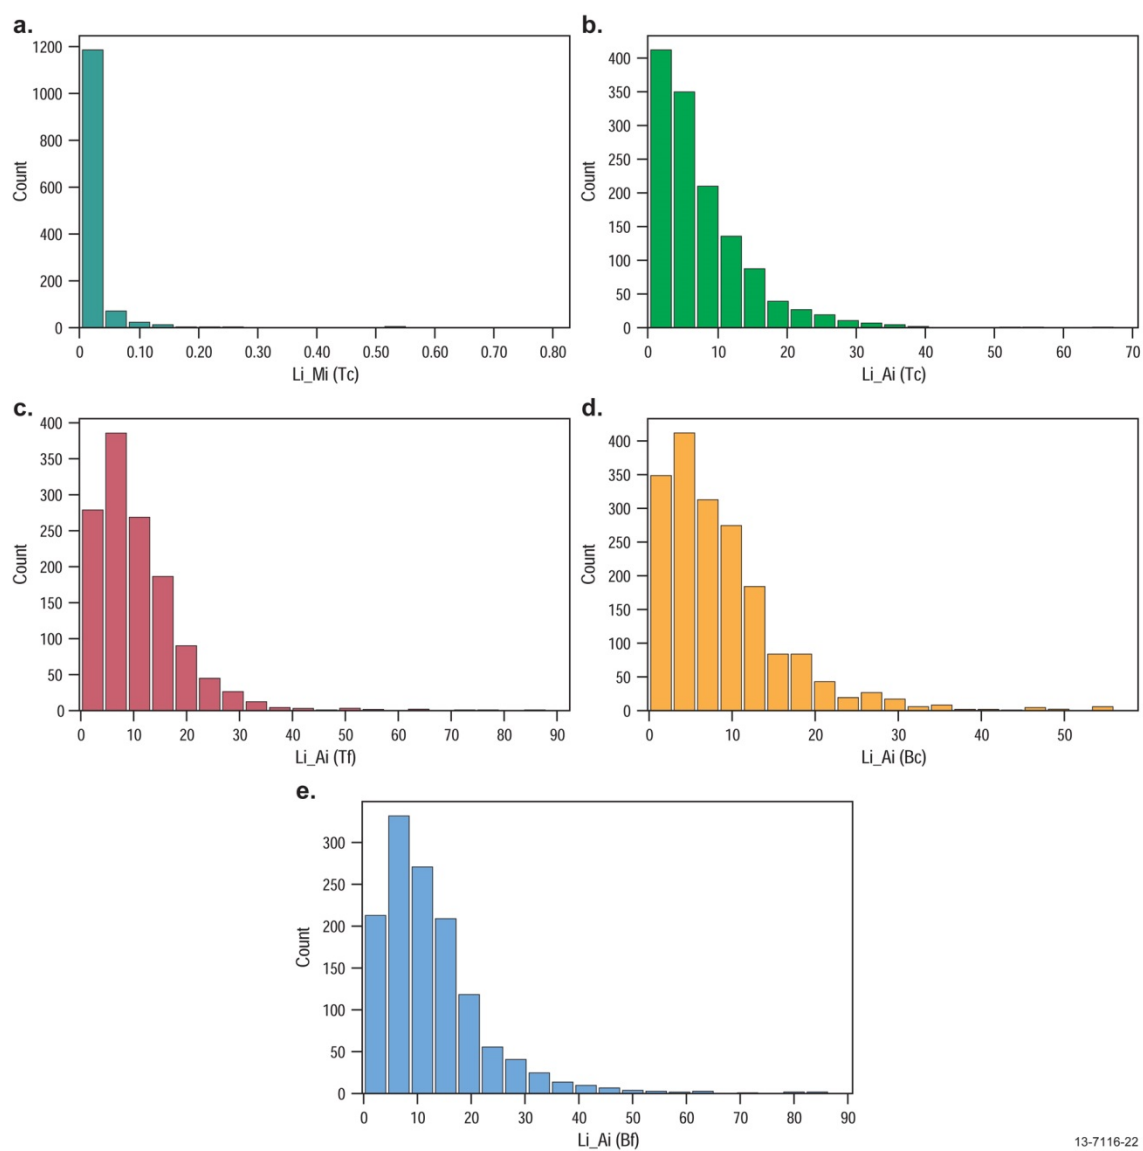 a.
1200
1000
800
600
400
200
0
Count
0 0.10 0.20 0.30 0.40 0.50 0.60 0.70 0.80
Li_Mi (Tc)
b.
400
350
300
250
200
150
100
50
0
Count
0 10 20 30 40 50 60 70
Li_Ai (Tc)
c.
400
350
300
250
200
150
100
50
0
Count
0 10 20 30 40 50 60 70 80 90
Li_Ai (Tf)
d.
400
350
300
250
200
150
100
50
0
Count
0 10 20 30 40 50
Li_Ai (Bc)
e.
300
250
200
150
100
50
0
Count
0 10 20 30 40 50 60 70 80 90
Li_Ai (Bf)
13-7116-22